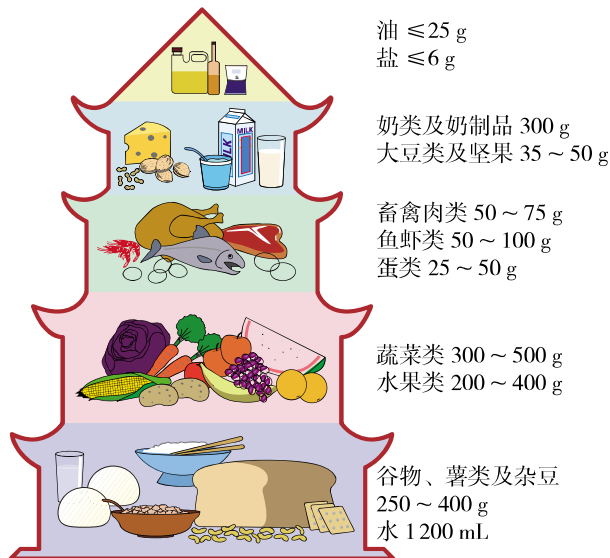 油 ≤25 g
盐 ≤6 g
奶类及奶制品 300 g
大豆类及坚果 35~50 g
MILK
MILK
畜禽肉类 50~75 g
鱼虾类 50~100 g
蛋类 25~50 g
蔬菜类 300~500 g
水果类 200~400 g
谷物、薯类及杂豆
250~400 g
水 1 200 mL